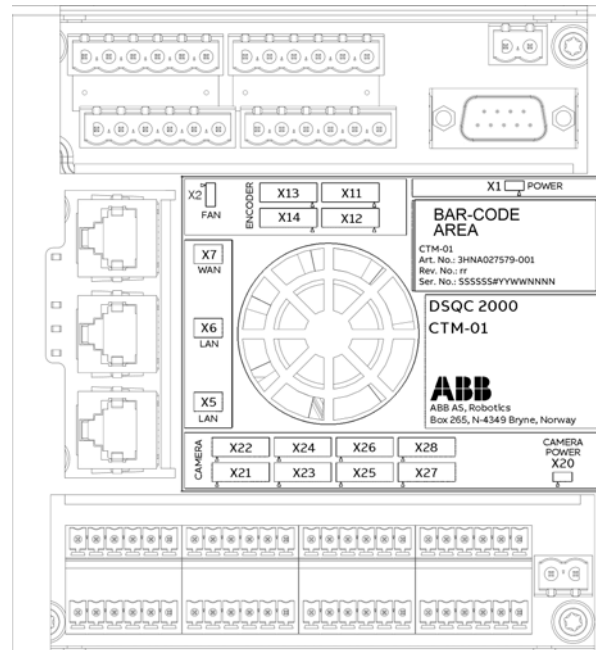 X2
FAN
ENCODER
X13
X11
X14
X12
X1
POWER
BAR-CODE
AREA
CTM-01
Art. No.: 3HNA027579-001
Rev. No.: rr
Ser. No.: SSSSSS#YYWWNNNN
X7
WAN
X6
LAN
X5
LAN
DSQC 2000
CTM-01
ABB
ABB AS, Robotics
Box 265, N-4349 Bryne, Norway
CAMERA
X22
X24
X26
X28
X21
X23
X25
X27
CAMERA
POWER
X20